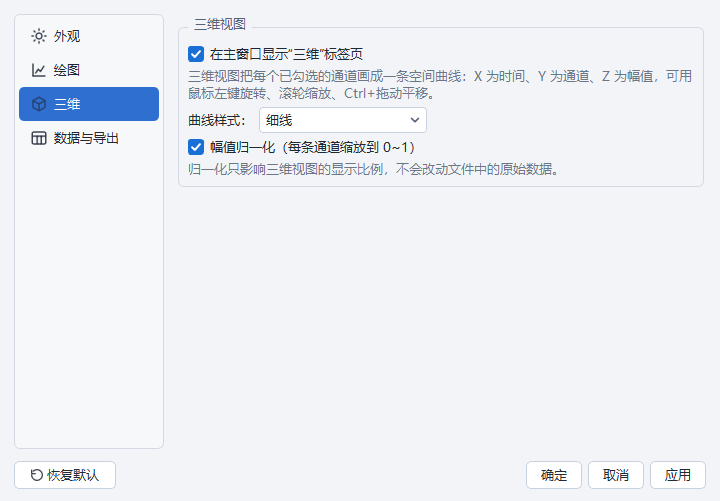 外观
绘图
三维
数据与导出
三维视图
在主窗口显示“三维”标签页
三维视图把每个已勾选的通道画成一条空间曲线：X 为时间、Y 为通道、Z 为幅值，可用
鼠标左键旋转、滚轮缩放、Ctrl+拖动平移。
曲线样式： 细线
幅值归一化（每条通道缩放到 0~1）
归一化只影响三维视图的显示比例，不会改动文件中的原始数据。
恢复默认 确定 取消 应用